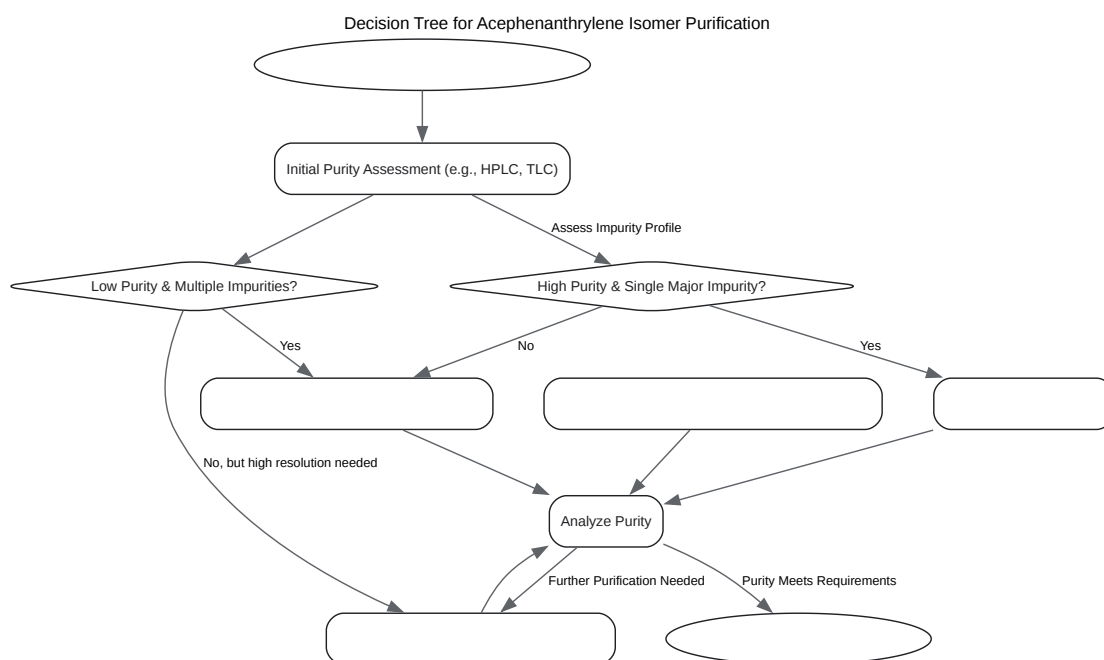 Decision Tree for Acephenanthrylene Isomer Purification
Initial Purity Assessment (e.g., HPLC, TLC)
Assess Impurity Profile
Low Purity & Multiple Impurities?
High Purity & Single Major Impurity?
Yes
No
Yes
No, but high resolution needed
Analyze Purity
Further Purification Needed
Purity Meets Requirements